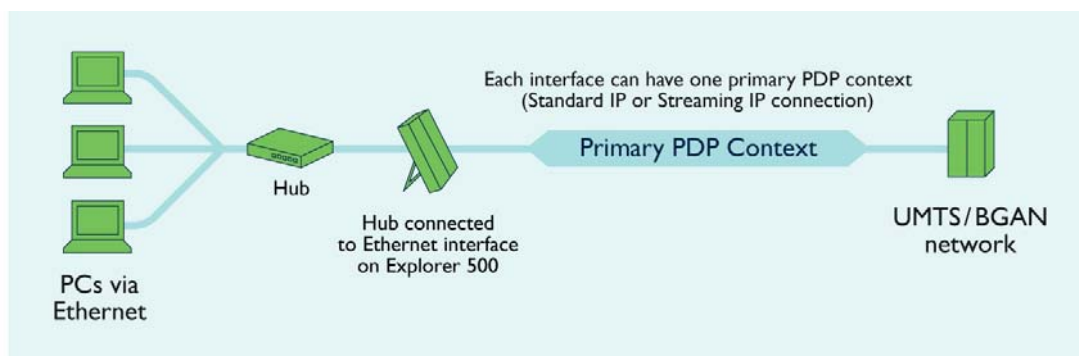 Each interface can have one primary PDP context
(Standard IP or Streaming IP connection)
Primary PDP Context
Hub
Hub connected
to Ethernet interface
on Explorer 500
UMTS/BGAN
network
PCs via
Ethernet